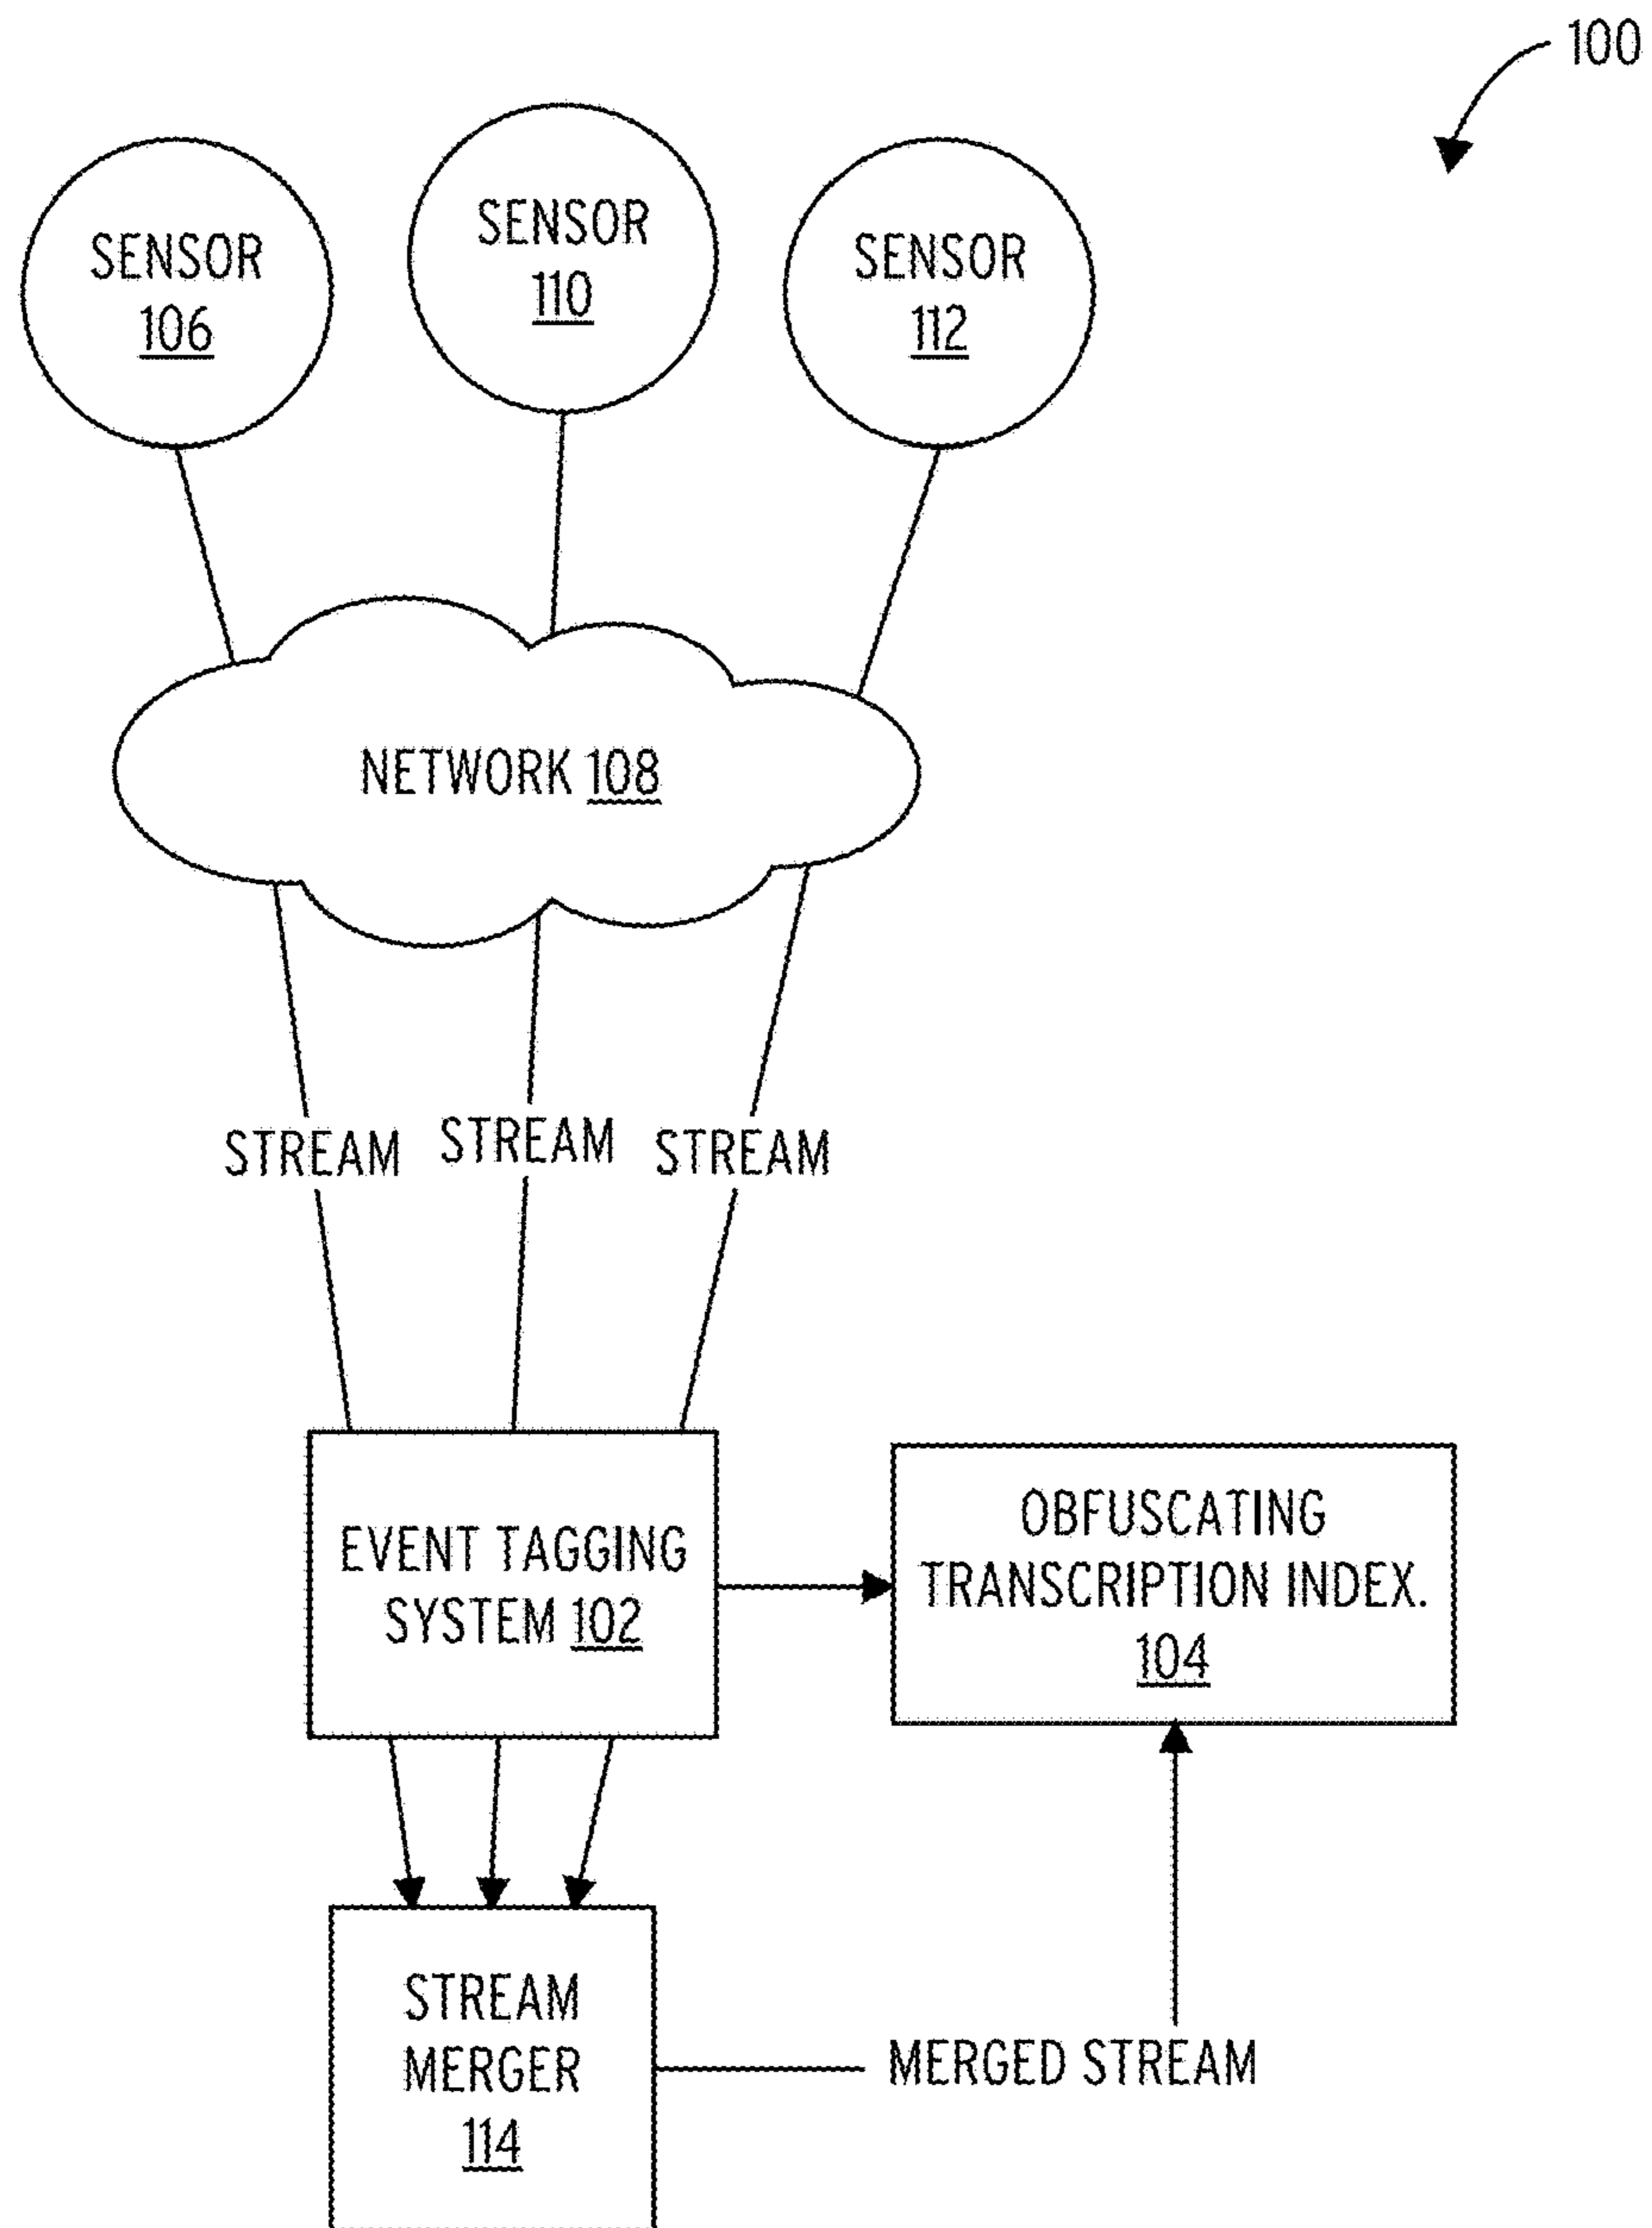 100
SENSOR
106
SENSOR
110
SENSOR
112
NETWORK 108
STREAM
STREAM
STREAM
EVENT TAGGING
SYSTEM 102
OBFUSCATING
TRANSCRIPTION INDEX.
104
STREAM
MERGER
114
MERGED STREAM